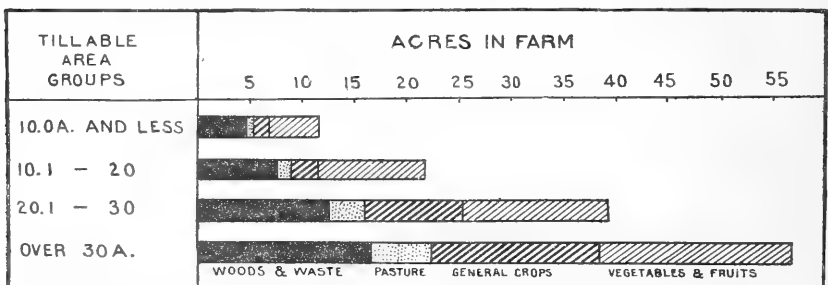 TILLABLE
AREA
GROUPS
ACRES IN FARM
5 10 15 20 25 30 35 40 45 50 55
10.0A. AND LESS
10.1 - 20
20.1 - 30
OVER 30A.
WOODS & WASTE PASTURE GENERAL CROPS VEGETABLES & FRUITS